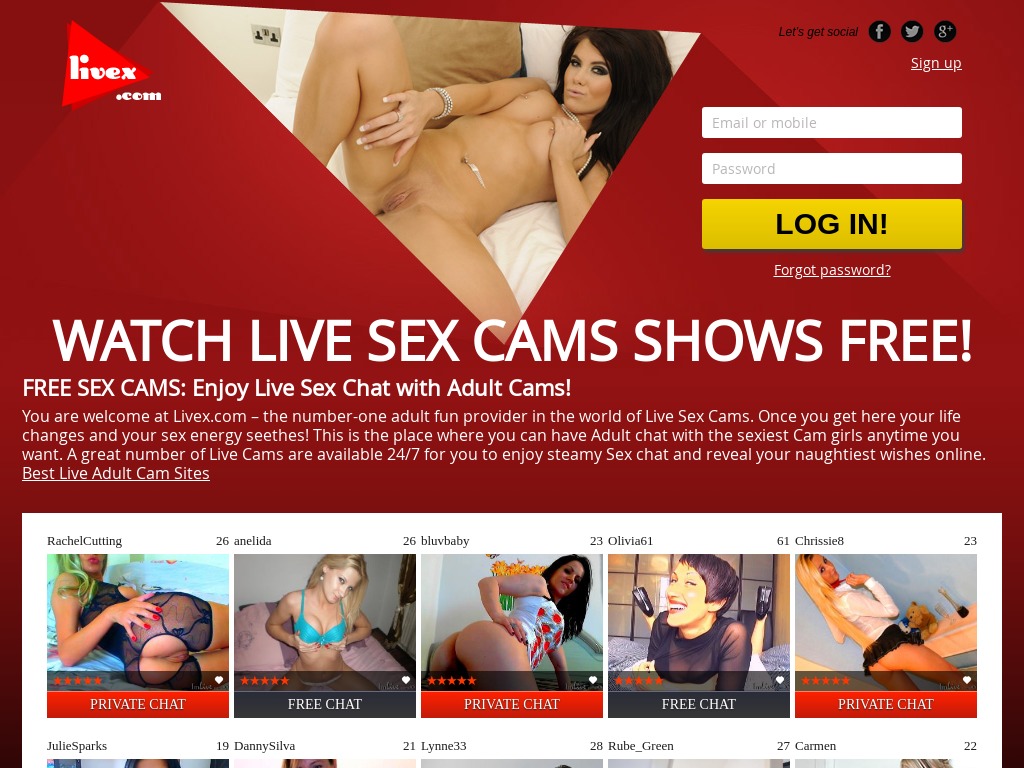 livex
.com
Let's get social
Sign up
Email or mobile
Password
LOG IN!
Forgot password?
WATCH LIVE SEX CAMS SHOWS FREE!
FREE SEX CAMS: Enjoy Live Sex Chat with Adult Cams!
You are welcome at Livex.com – the number-one adult fun provider in the world of Live Sex Cams. Once you get here your life
changes and your sex energy seethes! This is the place where you can have Adult chat with the sexiest Cam girls anytime you
want. A great number of Live Cams are available 24/7 for you to enjoy steamy Sex chat and reveal your naughtiest wishes online.
Best Live Adult Cam Sites
RachelCutting 26 anelida 26 bluvbaby 23 Olivia61 61 Chrissie8 23
PRIVATE CHAT FREE CHAT PRIVATE CHAT FREE CHAT PRIVATE CHAT
JulieSparks 19 DannySilva 21 Lynne33 28 Rube_Green 27 Carmen 22